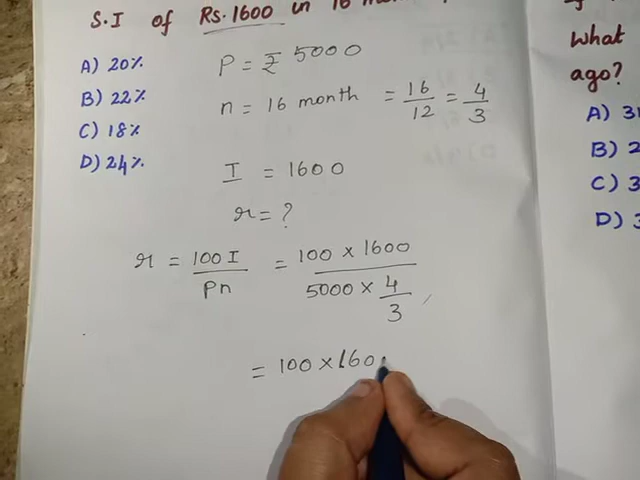 S.I of Rs.1600 in 16
A) 20%
B) 22%
C) 18%
D) 24%
P = ₹ 5000
n = 16 month = 16/12 = 4/3
I = 1600
r = ?
r = 100 I / Pn = 100 × 1600 / 5000 × 4/3
= 100 × 160
What
ago?
A) 3
B) 2
C) 3
D) 3